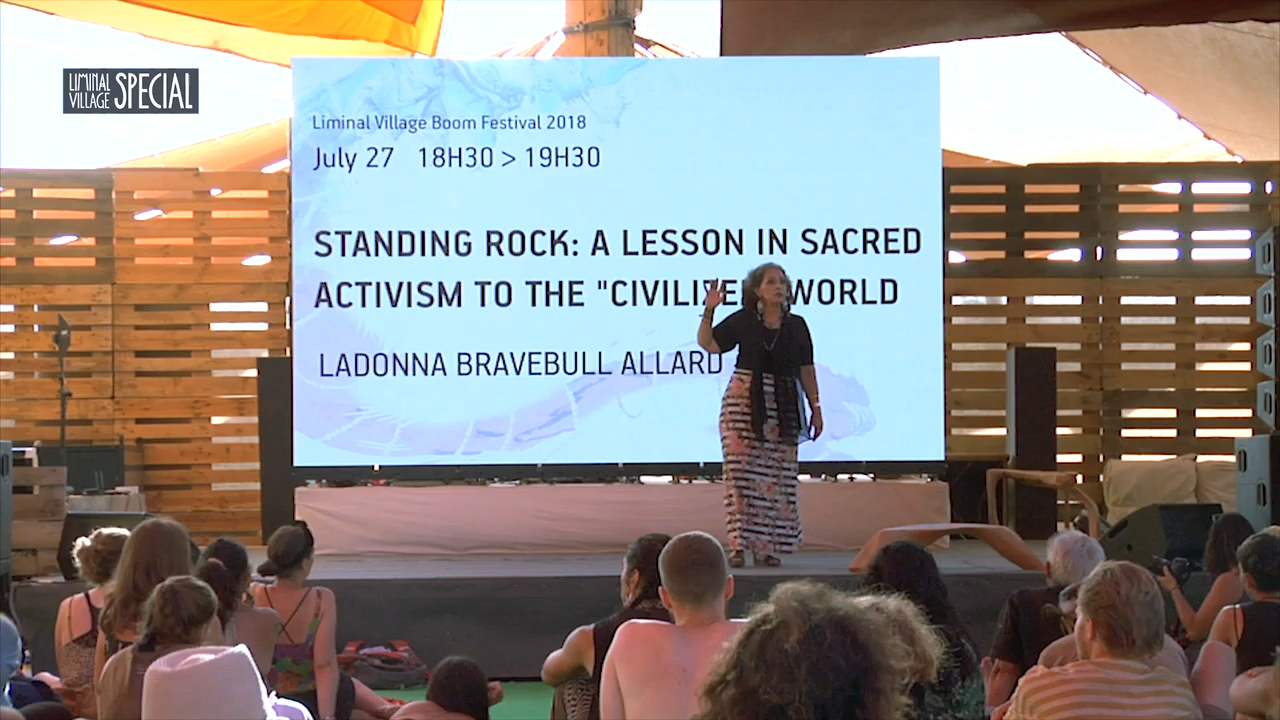 LIMINAL
VILLAGE SPECIAL
Liminal Village Boom Festival 2018
July 27 18H30 > 19H30
STANDING ROCK: A LESSON IN SACRED
ACTIVISM TO THE "CIVILIZED" WORLD
LADONNA BRAVEBULL ALLARD